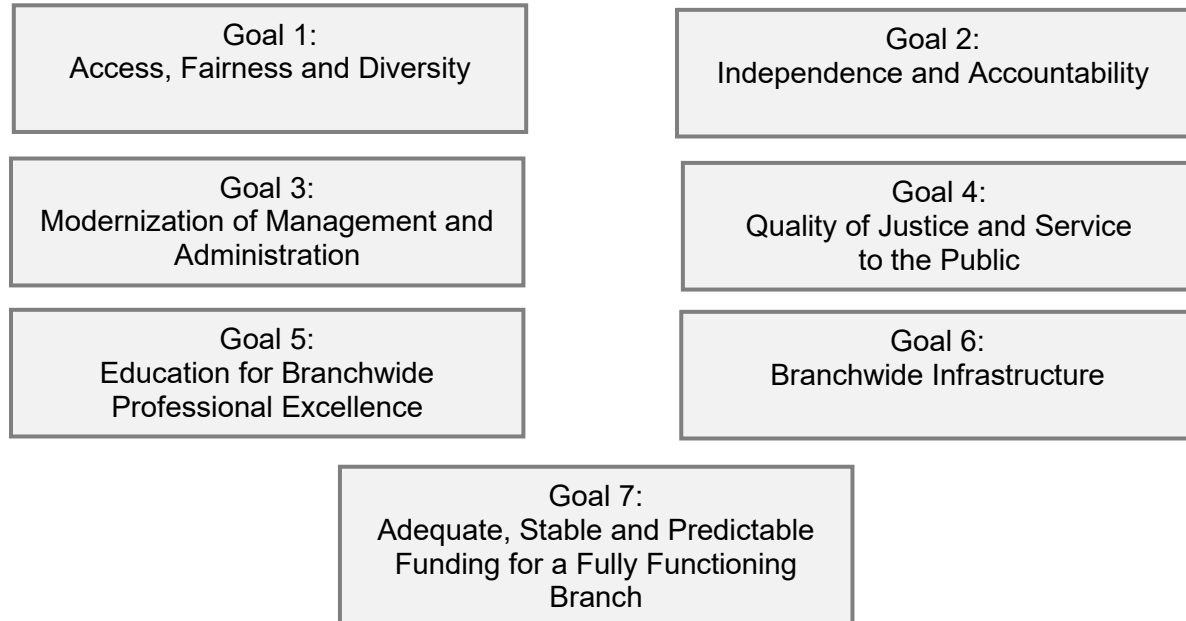 Goal 1:
Access, Fairness and Diversity
Goal 2:
Independence and Accountability
Goal 3:
Modernization of Management and
Administration
Goal 4:
Quality of Justice and Service
to the Public
Goal 5:
Education for Branchwide
Professional Excellence
Goal 6:
Branchwide Infrastructure
Goal 7:
Adequate, Stable and Predictable
Funding for a Fully Functioning
Branch